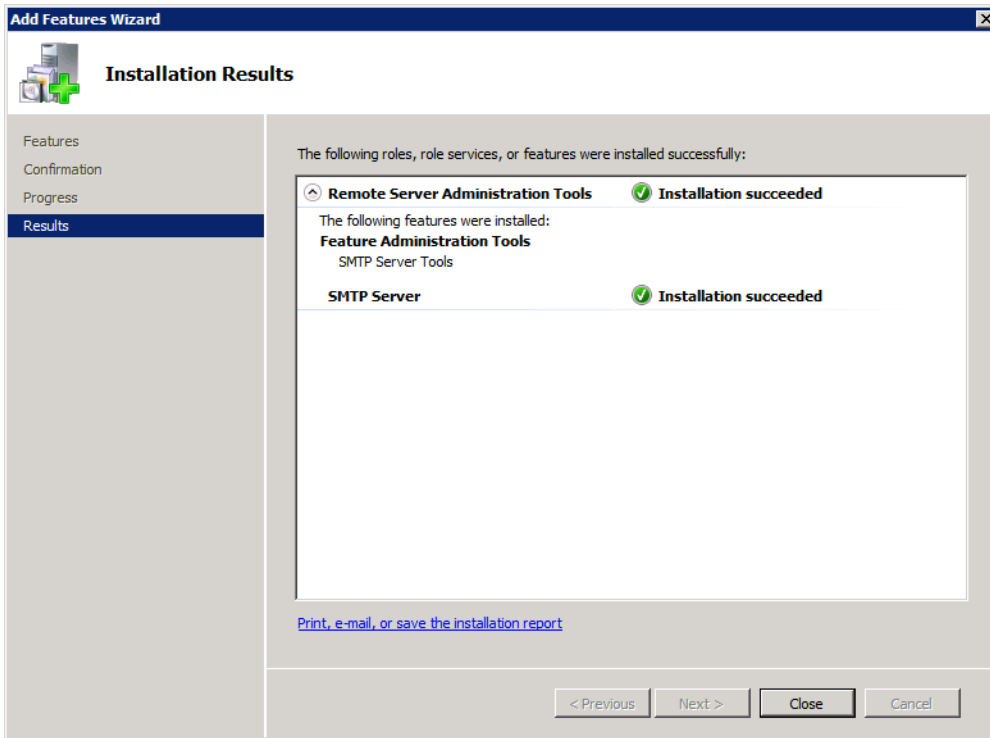 Add Features Wizard
Installation Results
Features
Confirmation
Progress
Results
The following roles, role services, or features were installed successfully:
Remote Server Administration Tools Installation succeeded
The following features were installed:
Feature Administration Tools
SMTP Server Tools
SMTP Server Installation succeeded
Print, e-mail, or save the installation report
< Previous Next > Close Cancel